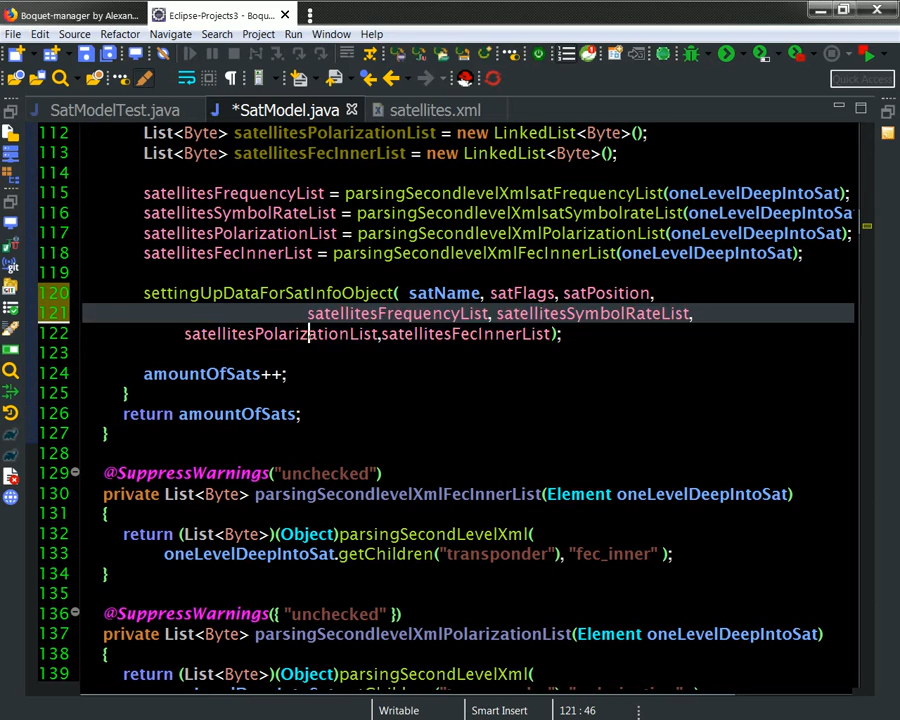 Boquet-manager by Alexan
Eclipse-Projects3 - Boqu...
File Edit Source Refactor Navigate Search Project Run Window Help
Quick Access
SatModelTest.java *SatModel.java satellites.xml
112 List<Byte> satellitesPolarizationList = new LinkedList<Byte>();
113 List<Byte> satellitesFecInnerList = new LinkedList<Byte>();
114
115 satellitesFrequencyList = parsingSecondlevelXmlsatFrequencyList(oneLevelDeepIntoSat);
116 satellitesSymbolRateList = parsingSecondlevelXmlsatSymbolrateList(oneLevelDeepIntoSa
117 satellitesPolarizationList = parsingSecondlevelXmlPolarizationList(oneLevelDeepIntoSat);
118 satellitesFecInnerList = parsingSecondlevelXmlFecInnerList(oneLevelDeepIntoSat);
119
120 settingUpDataForSatInfoObject( satName, satFlags, satPosition,
121 satellitesFrequencyList, satellitesSymbolRateList,
122 satellitesPolarizationList,satellitesFecInnerList);
123
124 amountOfSats++;
125 }
126 return amountOfSats;
127 }
128
129 @SuppressWarnings("unchecked")
130 private List<Byte> parsingSecondlevelXmlFecInnerList(Element oneLevelDeepIntoSat)
131 {
132 return (List<Byte>)(Object)parsingSecondLevelXml(
133 oneLevelDeepIntoSat.getChildren("transponder"), "fec_inner" );
134 }
135
136 @SuppressWarnings({ "unchecked" })
137 private List<Byte> parsingSecondlevelXmlPolarizationList(Element oneLevelDeepIntoSat)
138 {
139 return (List<Byte>)(Object)parsingSecondLevelXml(
Writable Smart Insert 121 : 46